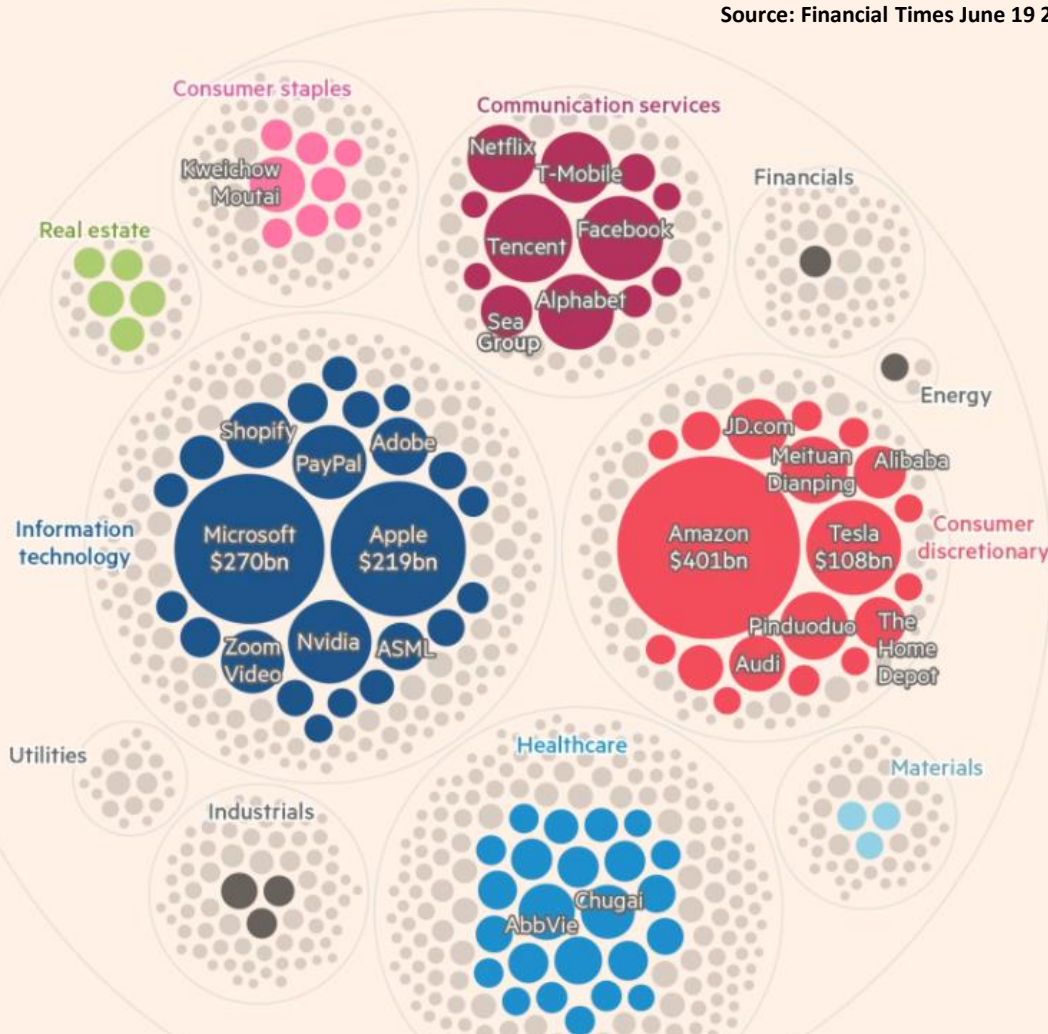 Source: Financial Times June 19 2
Consumer staples
Kweichow
Moutai
Communication services
Netflix
T-Mobile
Tencent
Facebook
Alphabet
Sea
Group
Financials
Real estate
Energy
Information
technology
Shopify
PayPal
Adobe
Microsoft
$270bn
Apple
$219bn
Zoom
Video
Nvidia
ASML
Consumer
discretionary
JD.com
Meituan
Dianping
Alibaba
Amazon
$401bn
Tesla
$108bn
Pinduoduo
The
Home
Depot
Audi
Utilities
Industrials
Healthcare
Chugai
AbbVie
Materials